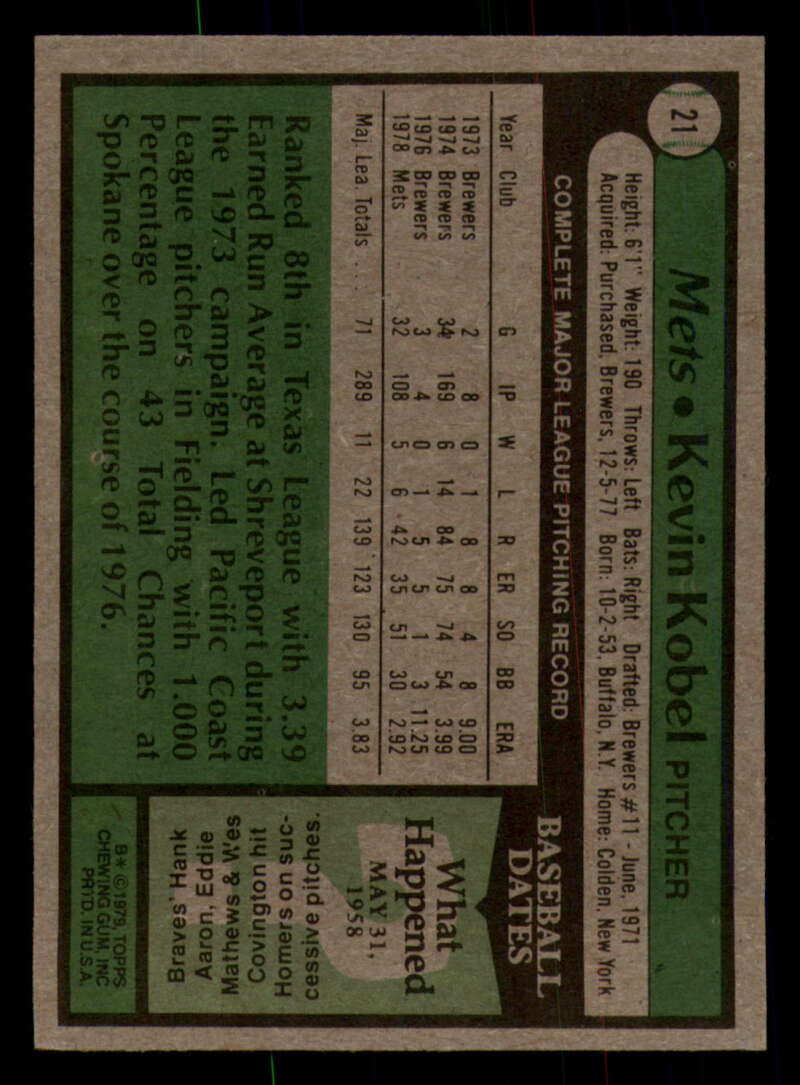 21
Mets • Kevin Kobel PITCHER
Height: 6'1" Weight: 190 Throws: Left Bats: Right Drafted: Brewers #11 - June, 1971
Acquired: Purchased, Brewers, 12-5-77 Born: 10-2-53, Buffalo, N.Y. Home: Colden, New York
COMPLETE MAJOR LEAGUE PITCHING RECORD
Year Club G IP W L R ER SO BB ERA
1973 Brewers 2 8 0 1 8 8 4 8 9.00
1974 Brewers 34 169 6 14 84 75 74 54 3.99
1976 Brewers 3 4 0 1 5 5 1 3 11.25
1978 Mets 32 108 5 6 42 35 51 30 2.92
Maj. Lea. Totals . . . 71 289 11 22 139 123 130 95 3.83
Ranked 8th in Texas League with 3.39
Earned Run Average at Shreveport during
the 1973 campaign. Led Pacific Coast
League pitchers in Fielding with 1.000
Percentage on 43 Total Chances at
Spokane over the course of 1976.
BASEBALL
DATES
What
Happened
MAY 31,
1958
Braves' Hank
Aaron, Eddie
Mathews & Wes
Covington hit
Homers on suc-
cessive pitches.
B* © 1979, TOPPS
CHEWING GUM, INC.
PR'T'D. IN U.S.A.